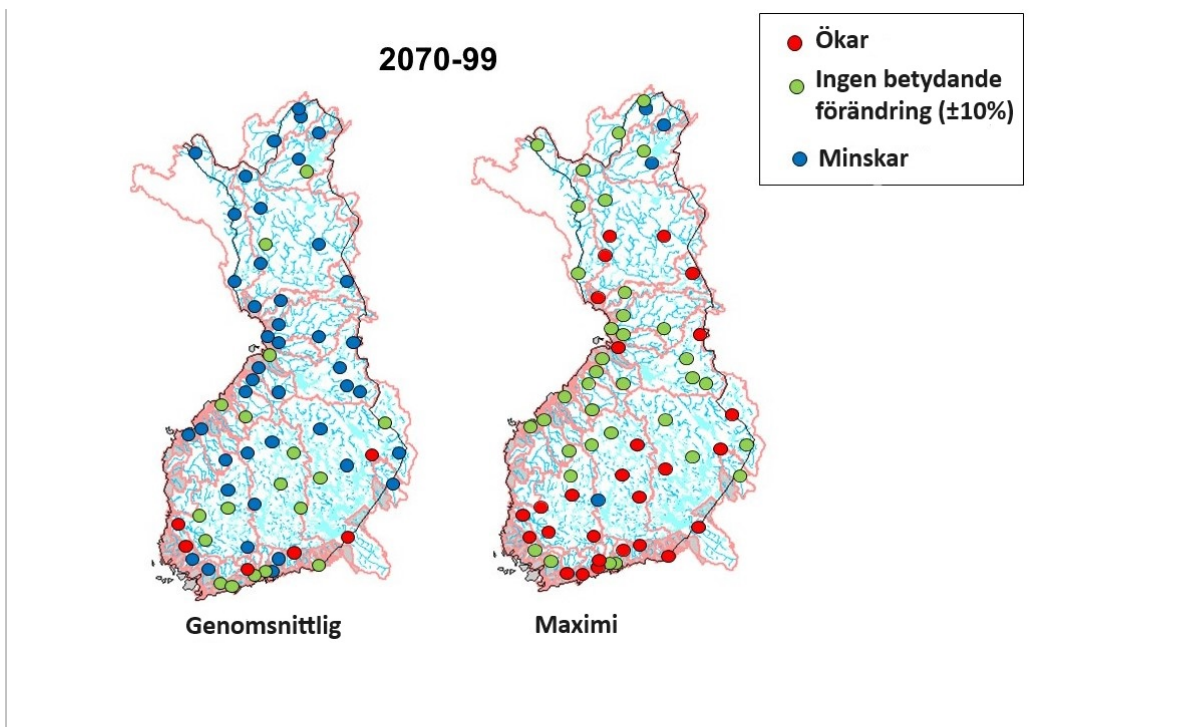 2070-99
Ökar
Ingen betydande
förändring (±10%)
Minskar
Genomsnittlig
Maximi